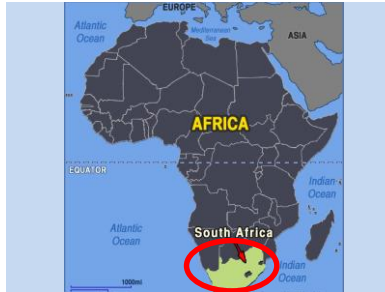 EUROPE
Atlantic
Ocean
Mediterranean
Sea
ASIA
AFRICA
EQUATOR
Indian
Ocean
Atlantic
Ocean
South Africa
Indian
Ocean
1000mi